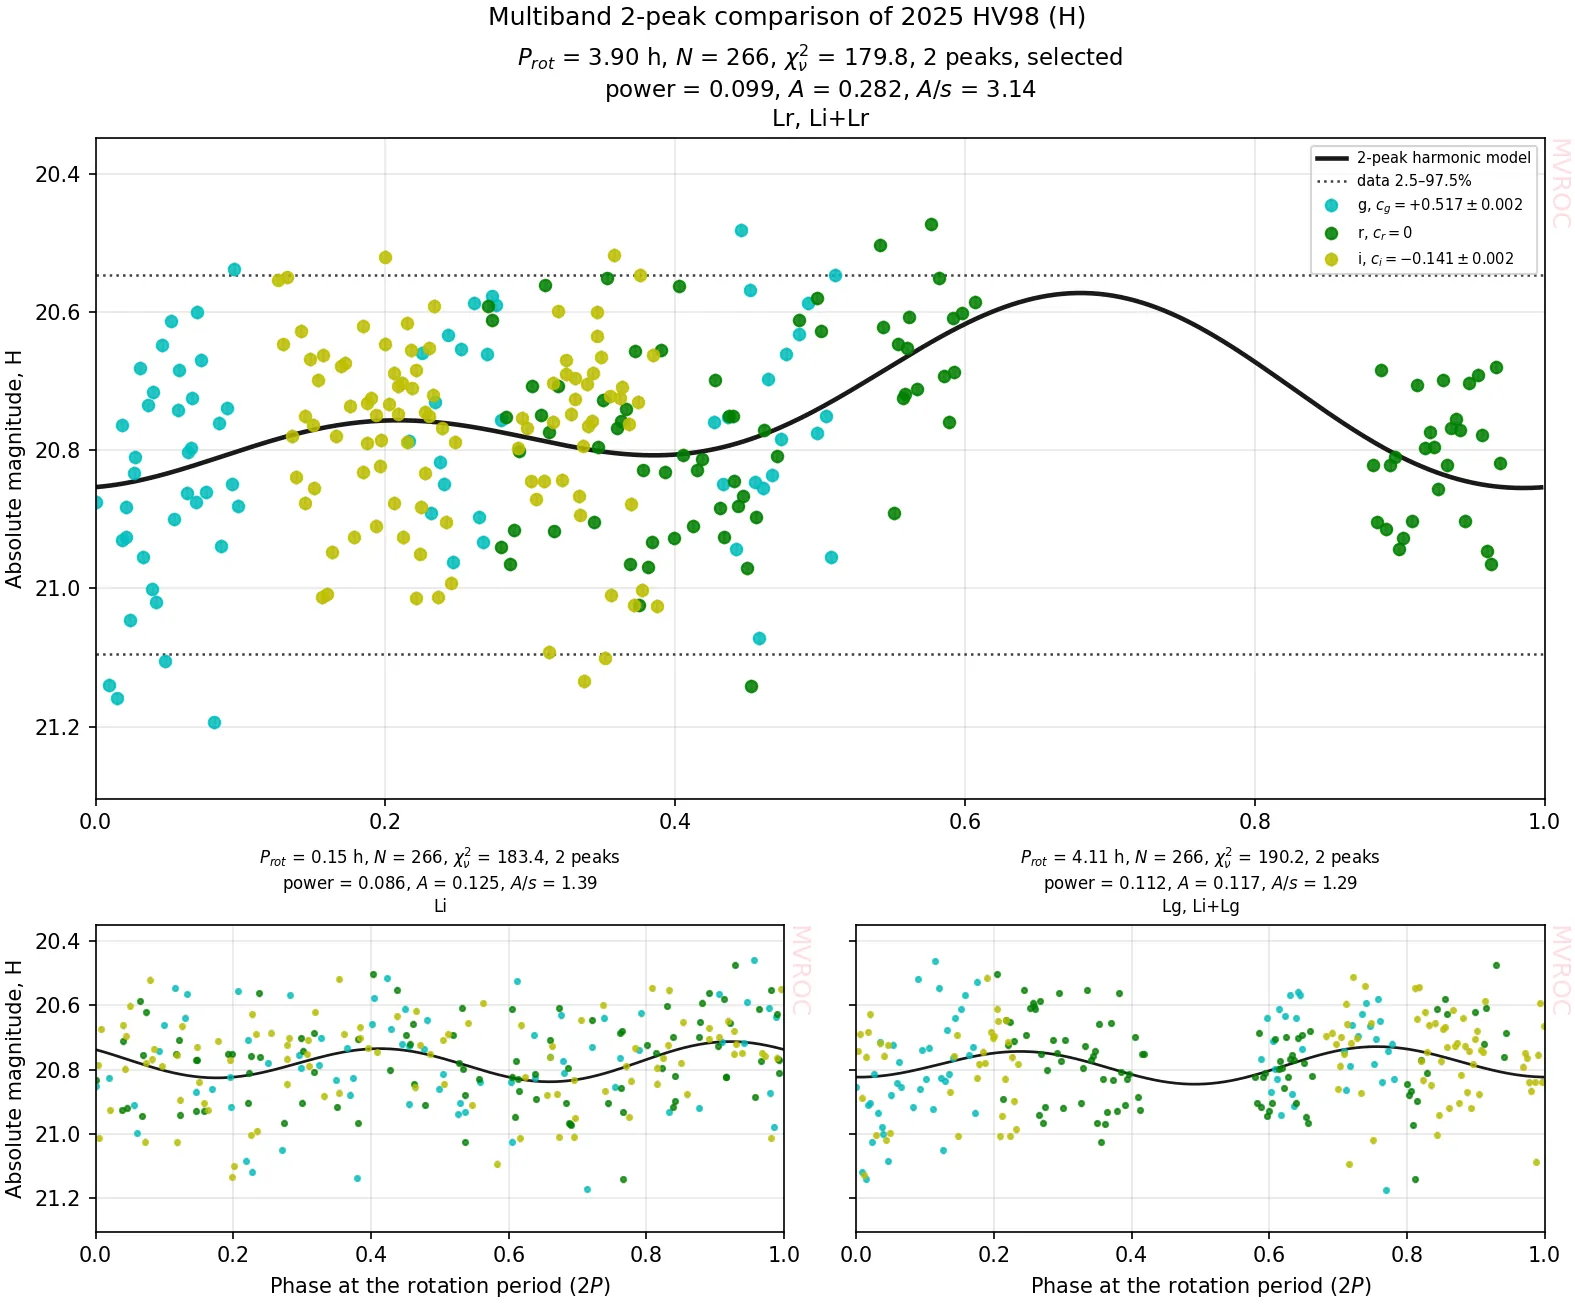 Multiband 2-peak comparison of 2025 HV98 (H)
P_rot = 3.90 h, N = 266, χ²_ν = 179.8, 2 peaks, selected
power = 0.099, A = 0.282, A/s = 3.14
Lr, Li+Lr
2-peak harmonic model
data 2.5–97.5%
g, c_g = +0.517 ± 0.002
r, c_r = 0
i, c_i = −0.141 ± 0.002
MVROC
Absolute magnitude, H
20.4
20.6
20.8
21.0
21.2
0.0 0.2 0.4 0.6 0.8 1.0
P_rot = 0.15 h, N = 266, χ²_ν = 183.4, 2 peaks
power = 0.086, A = 0.125, A/s = 1.39
Li
MVROC
Absolute magnitude, H
20.4
20.6
20.8
21.0
21.2
0.0 0.2 0.4 0.6 0.8 1.0
Phase at the rotation period (2P)
P_rot = 4.11 h, N = 266, χ²_ν = 190.2, 2 peaks
power = 0.112, A = 0.117, A/s = 1.29
Lg, Li+Lg
MVROC
0.0 0.2 0.4 0.6 0.8 1.0
Phase at the rotation period (2P)